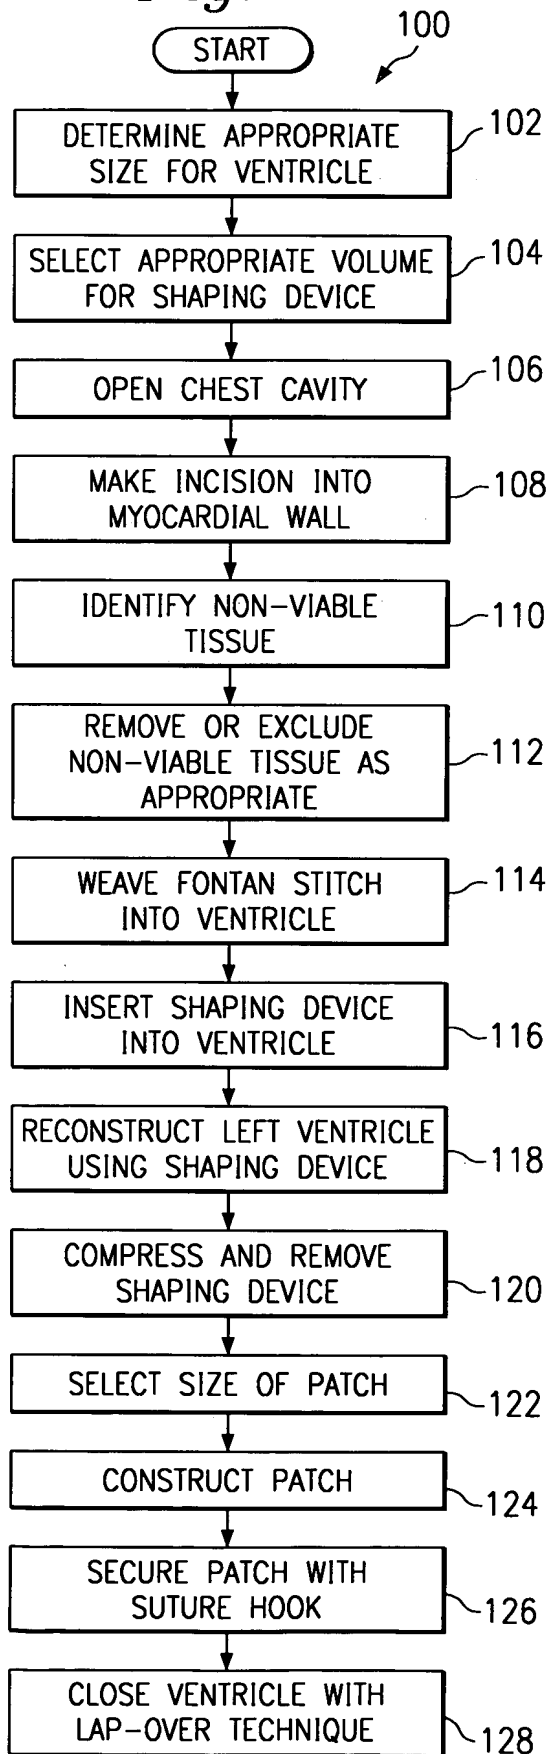 START
100
DETERMINE APPROPRIATE
SIZE FOR VENTRICLE
102
SELECT APPROPRIATE VOLUME
FOR SHAPING DEVICE
104
OPEN CHEST CAVITY
106
MAKE INCISION INTO
MYOCARDIAL WALL
108
IDENTIFY NON-VIABLE
TISSUE
110
REMOVE OR EXCLUDE
NON-VIABLE TISSUE AS
APPROPRIATE
112
WEAVE FONTAN STITCH
INTO VENTRICLE
114
INSERT SHAPING DEVICE
INTO VENTRICLE
116
RECONSTRUCT LEFT VENTRICLE
USING SHAPING DEVICE
118
COMPRESS AND REMOVE
SHAPING DEVICE
120
SELECT SIZE OF PATCH
122
CONSTRUCT PATCH
124
SECURE PATCH WITH
SUTURE HOOK
126
CLOSE VENTRICLE WITH
LAP-OVER TECHNIQUE
128